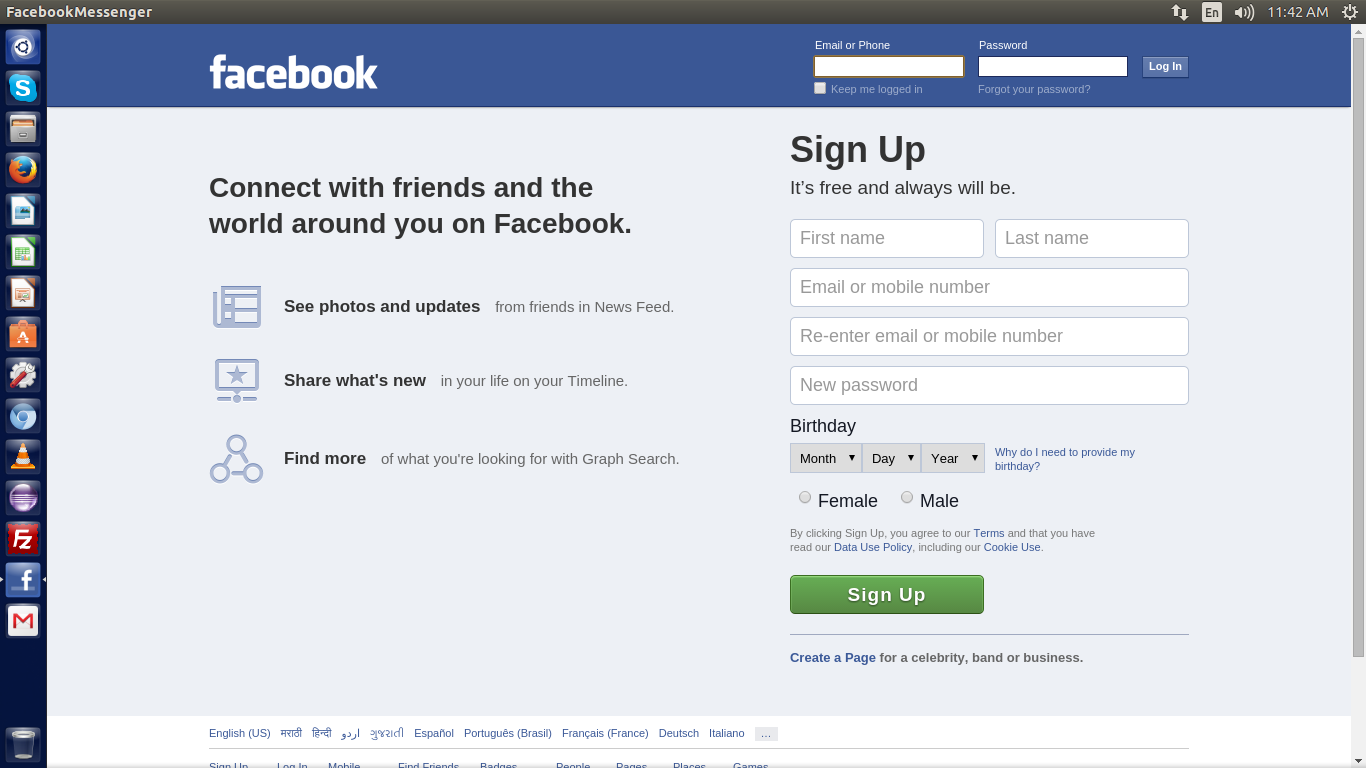 FacebookMessenger
En
11:42 AM
facebook
Email or Phone
Password
Log In
Keep me logged in
Forgot your password?
Connect with friends and the
world around you on Facebook.
See photos and updates from friends in News Feed.
Share what's new in your life on your Timeline.
Find more of what you're looking for with Graph Search.
Sign Up
It’s free and always will be.
First name
Last name
Email or mobile number
Re-enter email or mobile number
New password
Birthday
Month
Day
Year
Why do I need to provide my
birthday?
Female
Male
By clicking Sign Up, you agree to our Terms and that you have
read our Data Use Policy, including our Cookie Use.
Sign Up
Create a Page for a celebrity, band or business.
English (US) मराठी हिन्दी اردو ગુજરાતી Español Português (Brasil) Français (France) Deutsch Italiano ...
Sign Up Log In Mobile Find Friends Badges People Pages Places Games